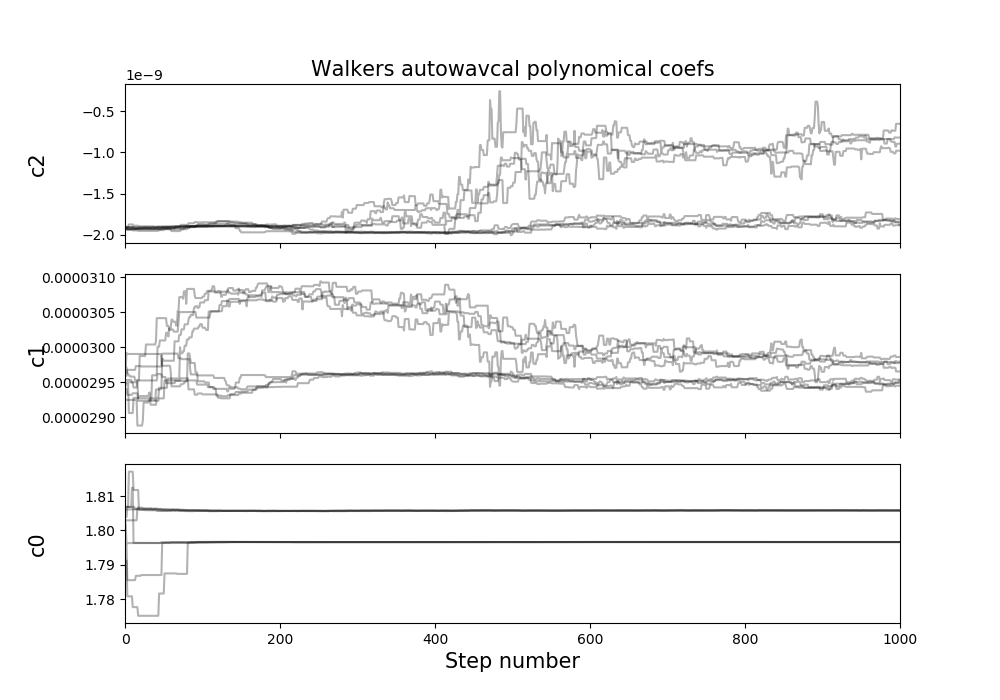 Walkers autowavcal polynomical coefs
1e−9
−0.5
−1.0
−1.5
−2.0
c2
0.0000310
0.0000305
0.0000300
0.0000295
0.0000290
c1
1.81
1.80
1.79
1.78
c0
0 200 400 600 800 1000
Step number